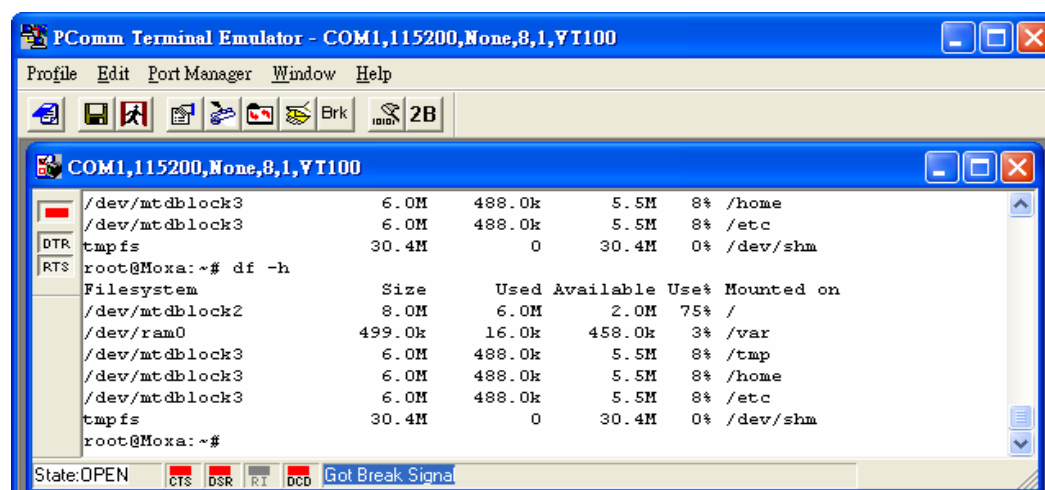 PComm Terminal Emulator - COM1,115200,None,8,1,VT100
Profile Edit Port Manager Window Help
Brk 2B
COM1,115200,None,8,1,VT100
/dev/mtdblock3 6.0M 488.0k 5.5M 8% /home
/dev/mtdblock3 6.0M 488.0k 5.5M 8% /etc
DTR
tmpfs 30.4M 0 30.4M 0% /dev/shm
RTS
root@Moxa:~# df -h
Filesystem Size Used Available Use% Mounted on
/dev/mtdblock2 8.0M 6.0M 2.0M 75% /
/dev/ram0 499.0k 16.0k 458.0k 3% /var
/dev/mtdblock3 6.0M 488.0k 5.5M 8% /tmp
/dev/mtdblock3 6.0M 488.0k 5.5M 8% /home
/dev/mtdblock3 6.0M 488.0k 5.5M 8% /etc
tmpfs 30.4M 0 30.4M 0% /dev/shm
root@Moxa:~#
State:OPEN CTS DSR RI DCD Got Break Signal